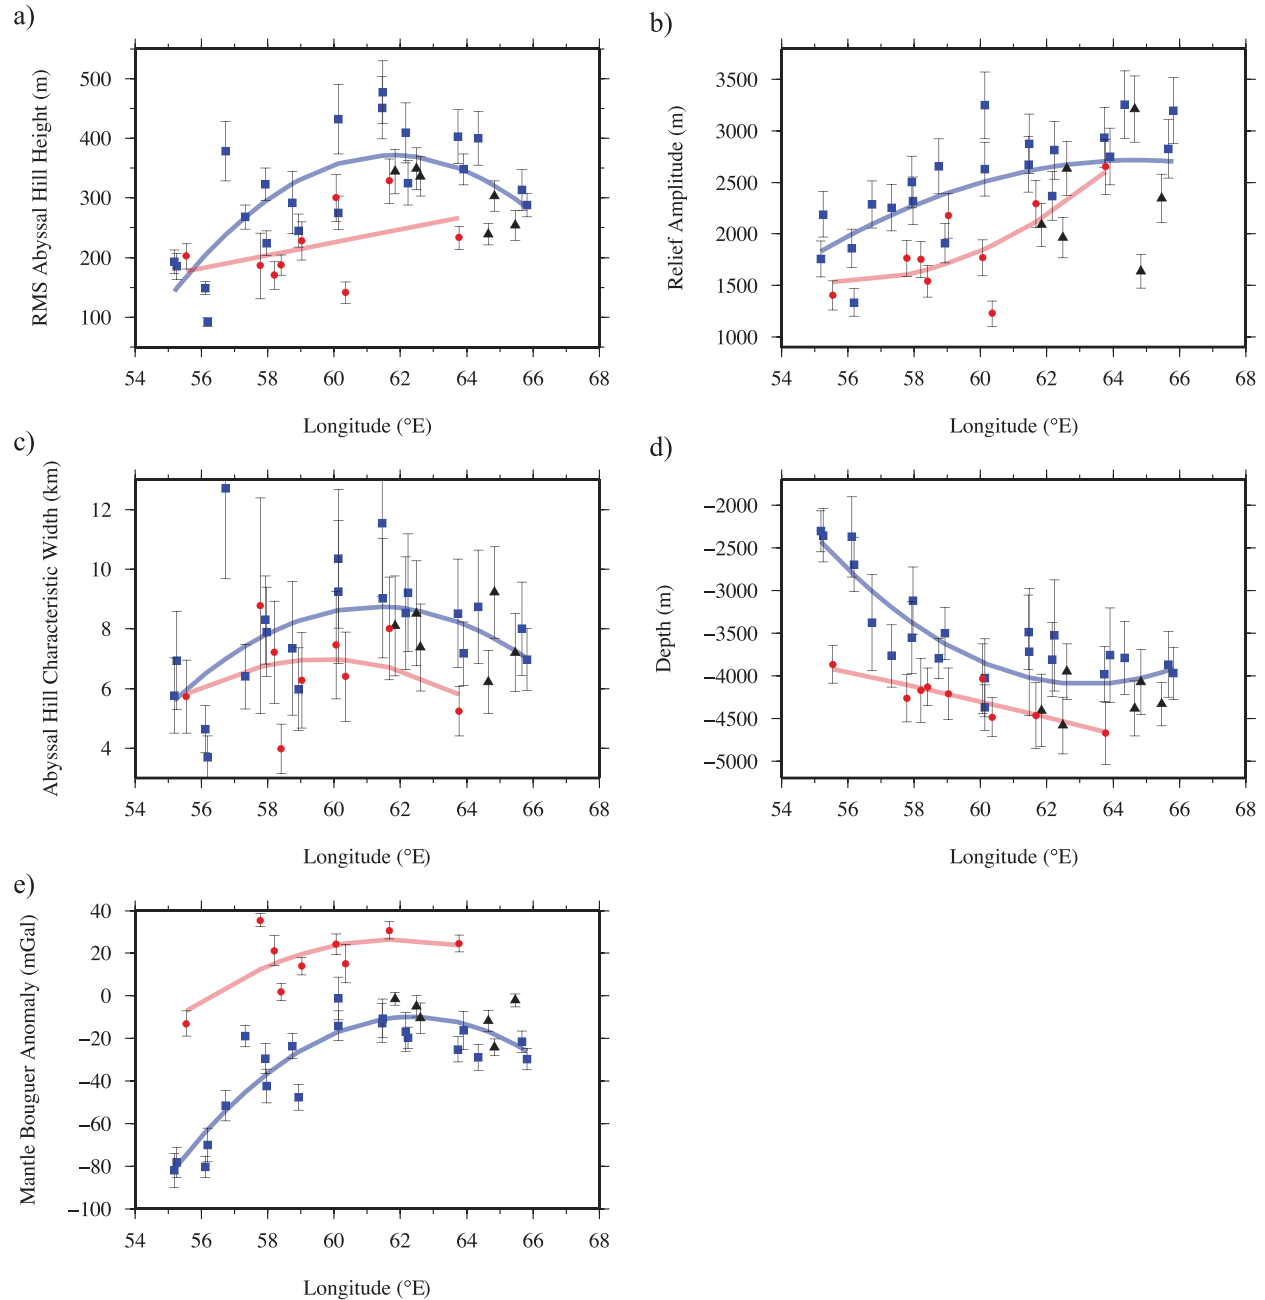 a)
RMS Abyssal Hill Height (m)
500
400
300
200
100
54 56 58 60 62 64 66 68
Longitude (°E)
b)
Relief Amplitude (m)
3500
3000
2500
2000
1500
1000
54 56 58 60 62 64 66 68
Longitude (°E)
c)
Abyssal Hill Characteristic Width (km)
12
10
8
6
4
54 56 58 60 62 64 66 68
Longitude (°E)
d)
Depth (m)
−2000
−2500
−3000
−3500
−4000
−4500
−5000
54 56 58 60 62 64 66 68
Longitude (°E)
e)
Mantle Bouguer Anomaly (mGal)
40
20
0
−20
−40
−60
−80
−100
54 56 58 60 62 64 66 68
Longitude (°E)